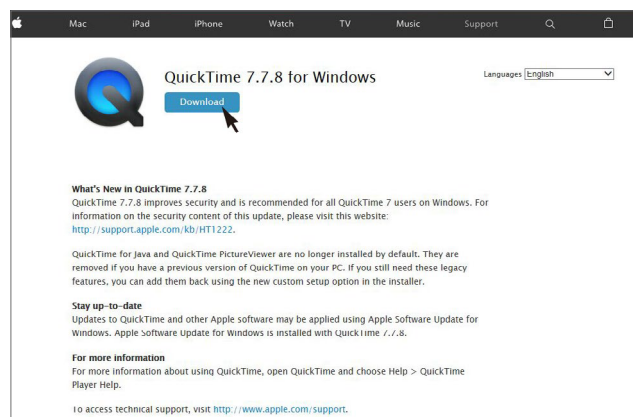 Mac iPad iPhone Watch TV Music Support
QuickTime 7.7.8 for Windows
Languages English
Download
What's New in QuickTime 7.7.8
QuickTime 7.7.8 improves security and is recommended for all QuickTime 7 users on Windows. For
information on the security content of this update, please visit this website:
http://support.apple.com/kb/HT1222.
QuickTime for Java and QuickTime PictureViewer are no longer installed by default. They are
removed if you have a previous version of QuickTime on your PC. If you still need these legacy
features, you can add them back using the new custom setup option in the installer.
Stay up-to-date
Updates to QuickTime and other Apple software may be applied using Apple Software Update for
Windows. Apple Software Update for Windows is installed with QuickTime 7.7.8.
For more information
For more information about using QuickTime, open QuickTime and choose Help > QuickTime
Player Help.
To access technical support, visit http://www.apple.com/support.